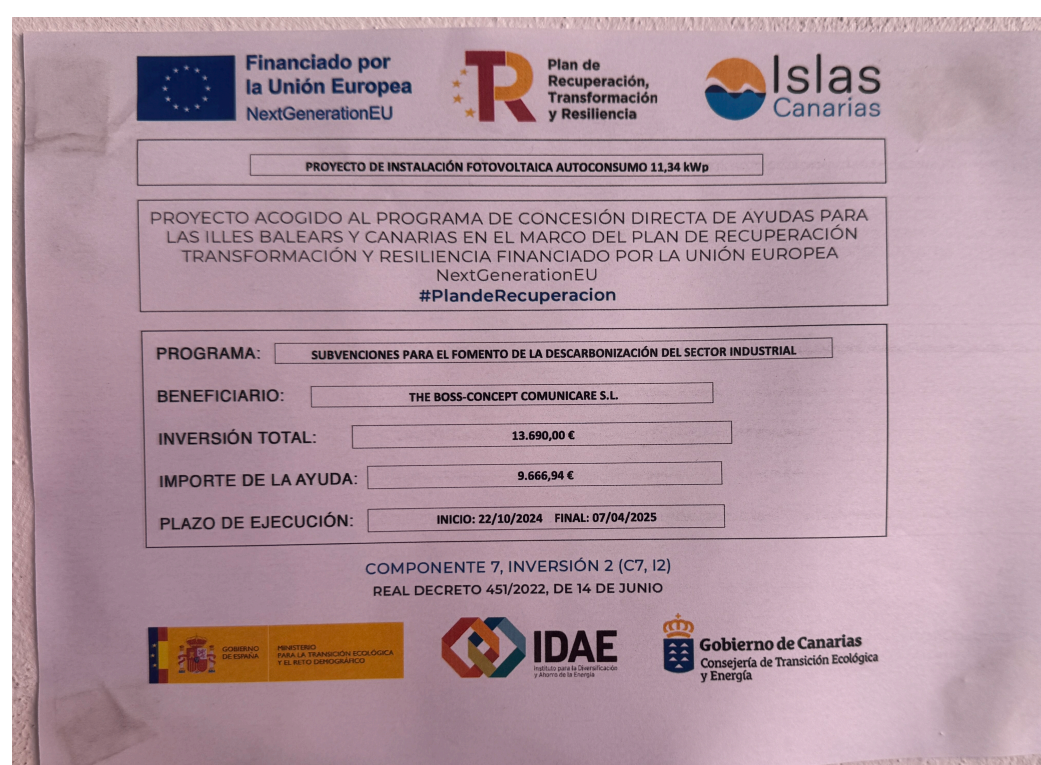 Financiado por
la Unión Europea
NextGenerationEU
Plan de
Recuperación,
Transformación
y Resiliencia
TR
Islas
Canarias
PROYECTO DE INSTALACIÓN FOTOVOLTAICA AUTOCONSUMO 11,34 kWp
PROYECTO ACOGIDO AL PROGRAMA DE CONCESIÓN DIRECTA DE AYUDAS PARA
LAS ILLES BALEARS Y CANARIAS EN EL MARCO DEL PLAN DE RECUPERACIÓN
TRANSFORMACIÓN Y RESILIENCIA FINANCIADO POR LA UNIÓN EUROPEA
NextGenerationEU
#PlandeRecuperacion
PROGRAMA: SUBVENCIONES PARA EL FOMENTO DE LA DESCARBONIZACIÓN DEL SECTOR INDUSTRIAL
BENEFICIARIO: THE BOSS-CONCEPT COMUNICARE S.L.
INVERSIÓN TOTAL: 13.690,00 €
IMPORTE DE LA AYUDA: 9.666,94 €
PLAZO DE EJECUCIÓN: INICIO: 22/10/2024 FINAL: 07/04/2025
COMPONENTE 7, INVERSIÓN 2 (C7, I2)
REAL DECRETO 451/2022, DE 14 DE JUNIO
GOBIERNO
DE ESPAÑA
MINISTERIO
PARA LA TRANSICIÓN ECOLÓGICA
Y EL RETO DEMOGRÁFICO
IDAE
Instituto para la Diversificación
y Ahorro de la Energía
Gobierno de Canarias
Consejería de Transición Ecológica
y Energía